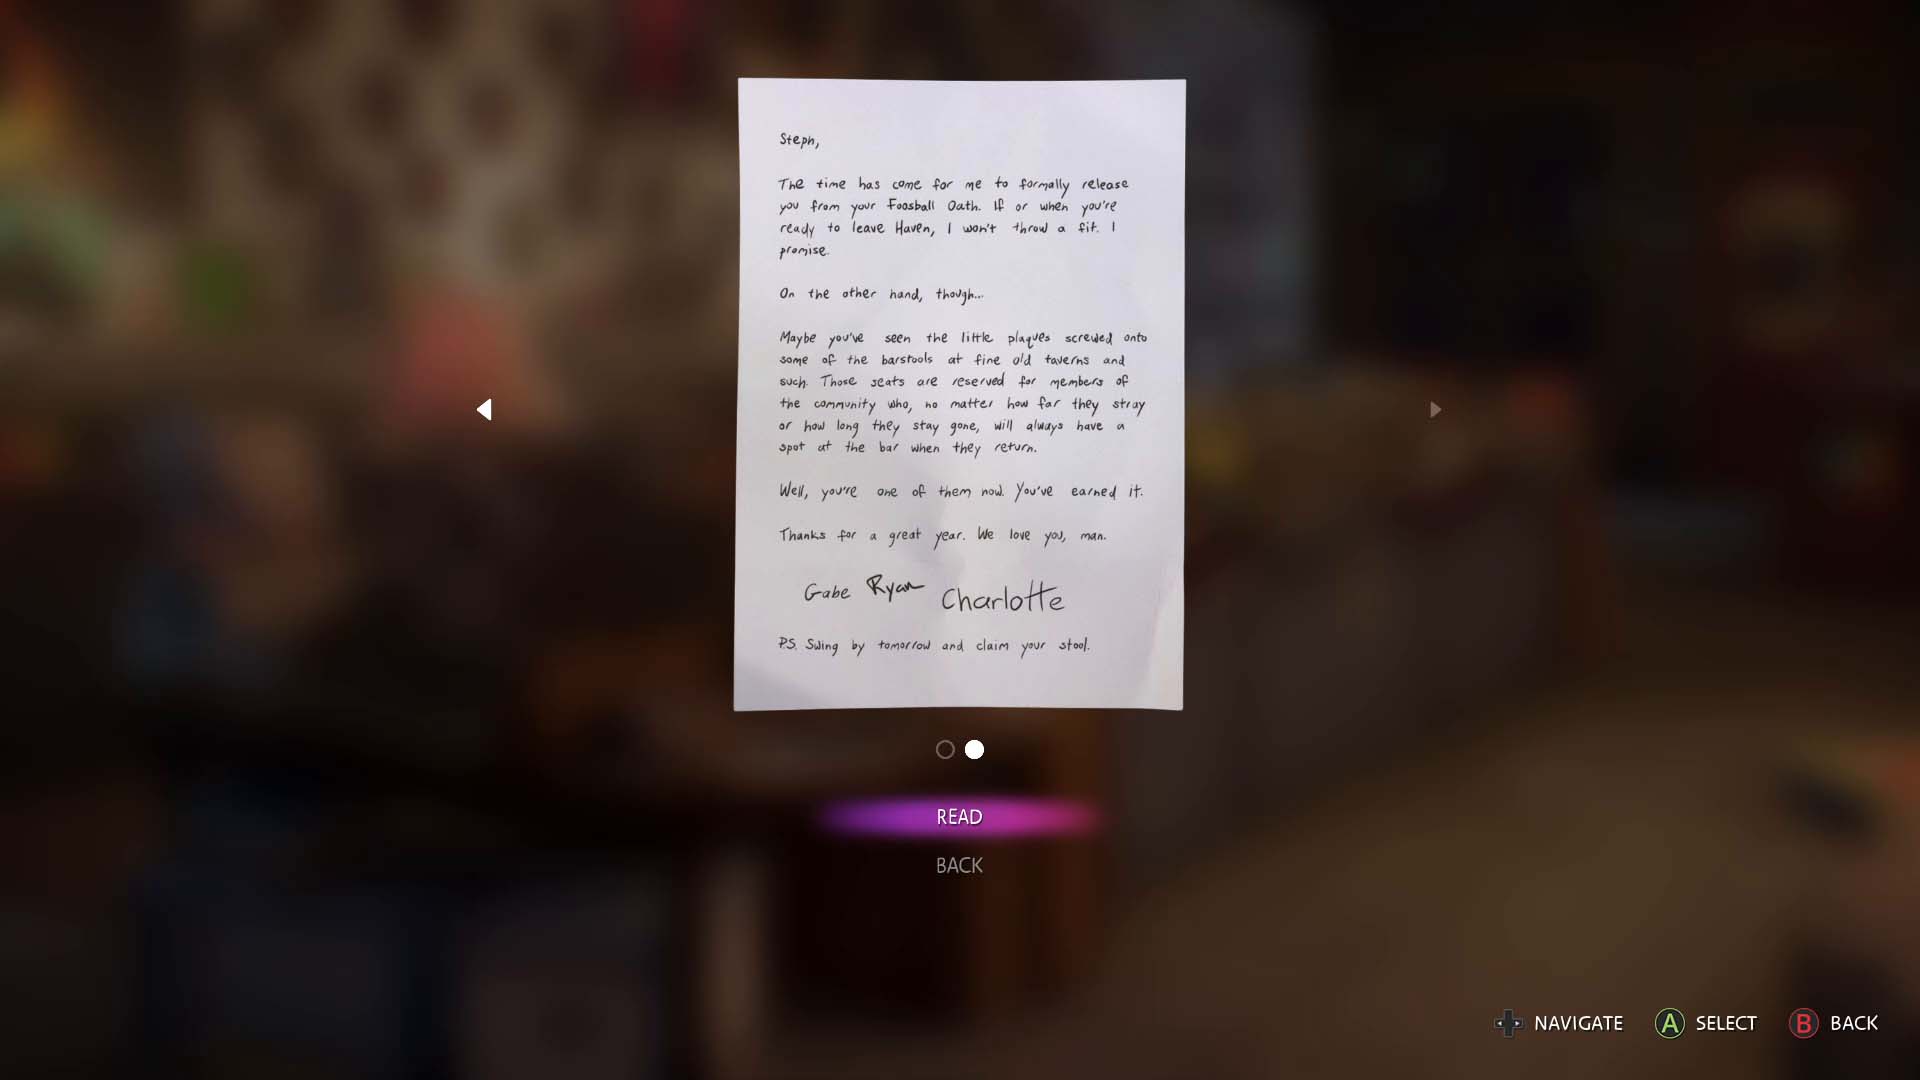 Steph,
The time has come for me to formally release
you from your Foosball Oath. If or when you're
ready to leave Haven, I won't throw a fit. I
promise.
On the other hand, though...
Maybe you've seen the little plaques screwed onto
some of the barstools at fine old taverns and
such. Those seats are reserved for members of
the community who, no matter how far they stray
or how long they stay gone, will always have a
spot at the bar when they return.
Well, you're one of them now. You've earned it.
Thanks for a great year. We love you, man.
Gabe Ryan Charlotte
P.S. Swing by tomorrow and claim your stool.
READ
BACK
NAVIGATE A SELECT B BACK